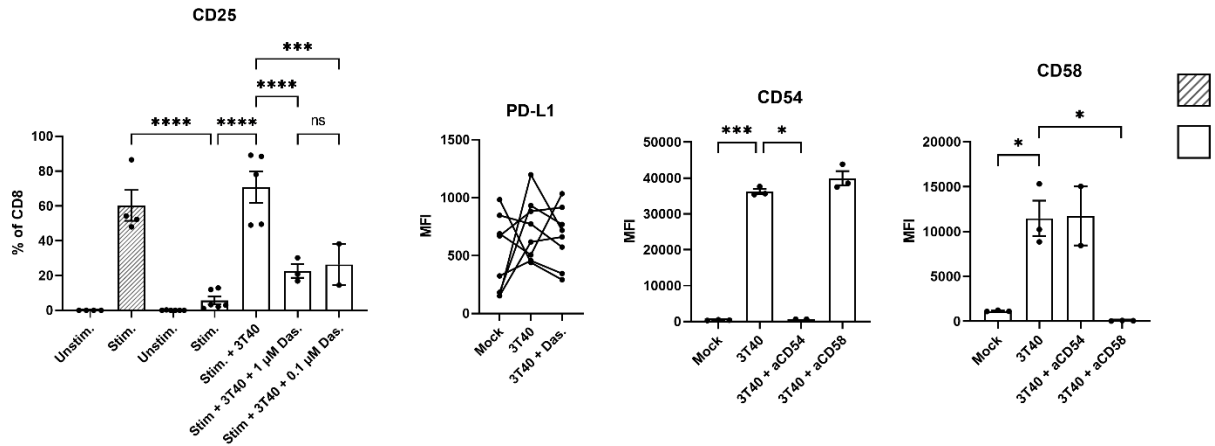 CD25
% of CD8
100
80
60
40
20
0
****
****
****
***
ns
Unstim.
Stim.
Unstim.
Stim.
Stim. + 3T40
Stim + 3T40 + 1 µM Das.
Stim + 3T40 + 0.1 µM Das.
PD-L1
MFI
1500
1000
500
0
Mock
3T40
3T40 + Das.
CD54
MFI
50000
40000
30000
20000
10000
0
***
*
Mock
3T40
3T40 + aCD54
3T40 + aCD58
CD58
MFI
20000
15000
10000
5000
0
*
*
Mock
3T40
3T40 + aCD54
3T40 + aCD58